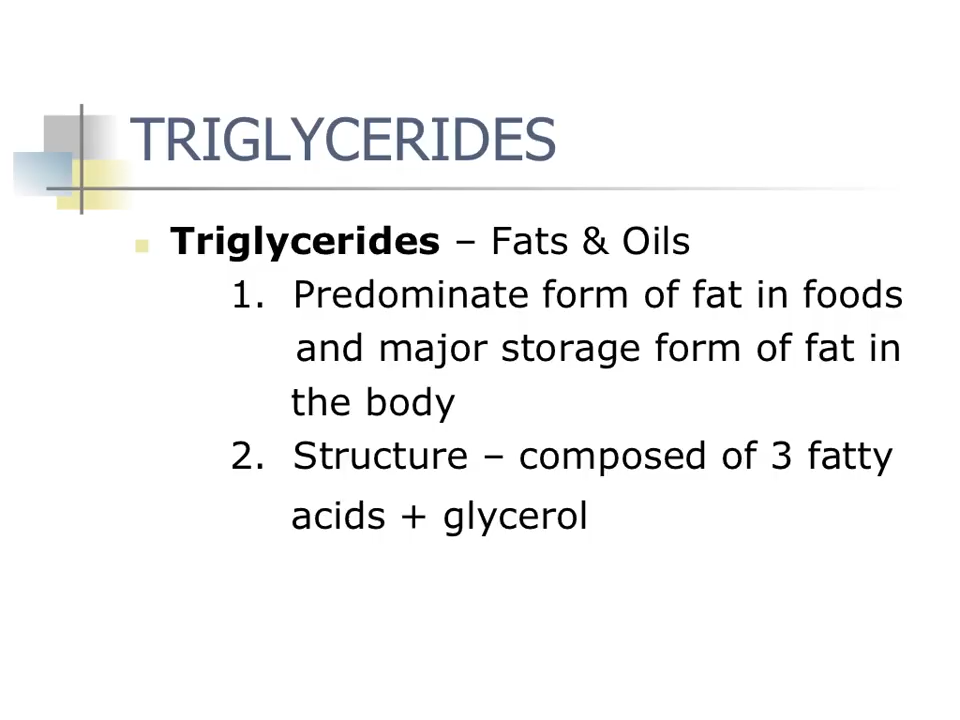 TRIGLYCERIDES
Triglycerides – Fats & Oils
1. Predominate form of fat in foods
and major storage form of fat in
the body
2. Structure – composed of 3 fatty
acids + glycerol